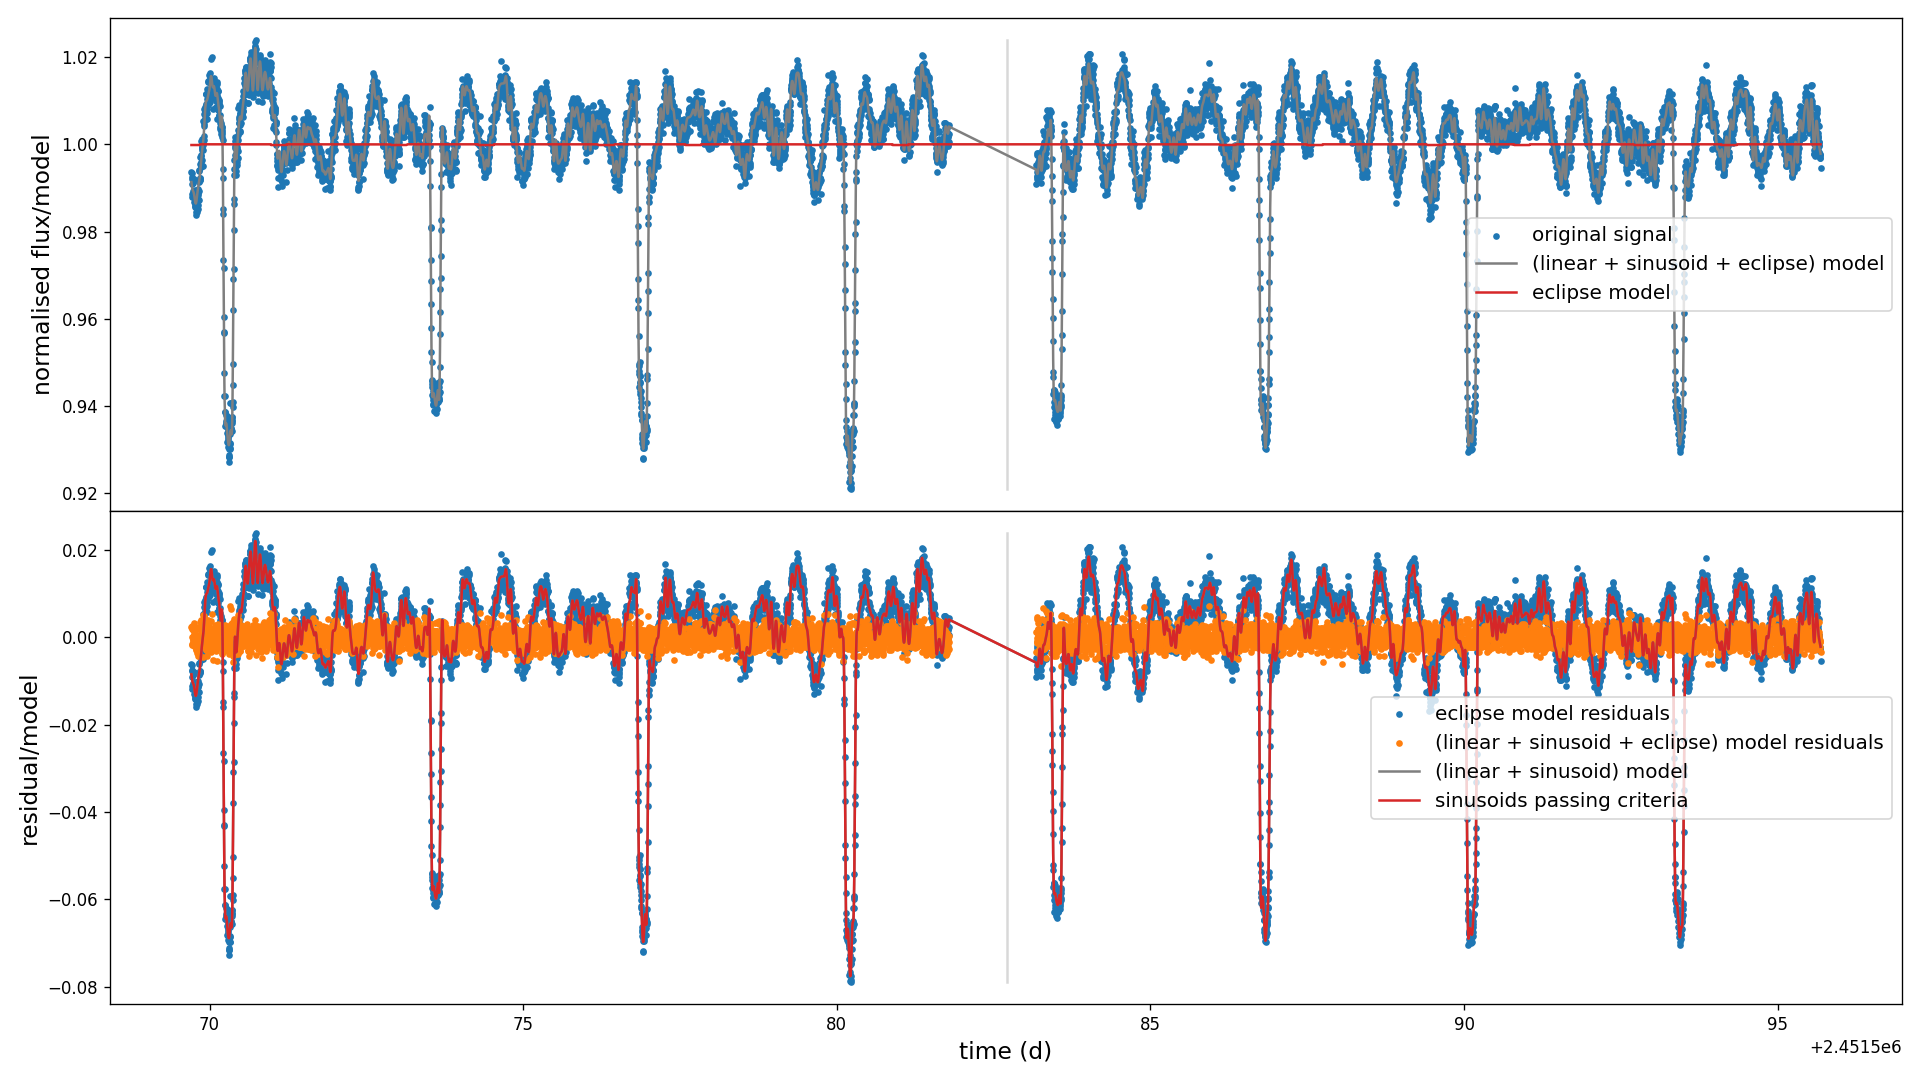 1.02
1.00
0.98
0.96
0.94
0.92
normalised flux/model
original signal
(linear + sinusoid + eclipse) model
eclipse model
0.02
0.00
−0.02
−0.04
−0.06
−0.08
residual/model
eclipse model residuals
(linear + sinusoid + eclipse) model residuals
(linear + sinusoid) model
sinusoids passing criteria
70 75 80 85 90 95
time (d)
+2.4515e6